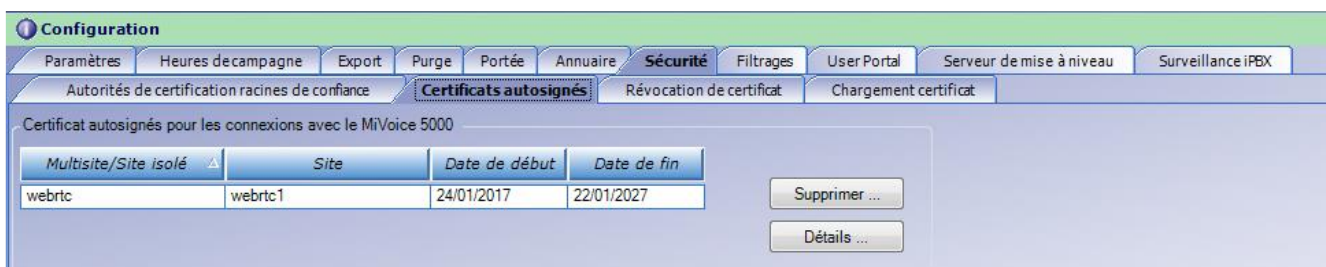 Configuration
Paramètres Heures de campagne Export Purge Portée Annuaire Sécurité Filtrages User Portal Serveur de mise à niveau Surveillance iPBX
Autorités de certification racines de confiance Certificats autosignés Révocation de certificat Chargement certificat
Certificat autosignés pour les connexions avec le MiVoice 5000
Multisite/Site isolé Site Date de début Date de fin
webrtc webrtc1 24/01/2017 22/01/2027
Supprimer ...
Détails ...